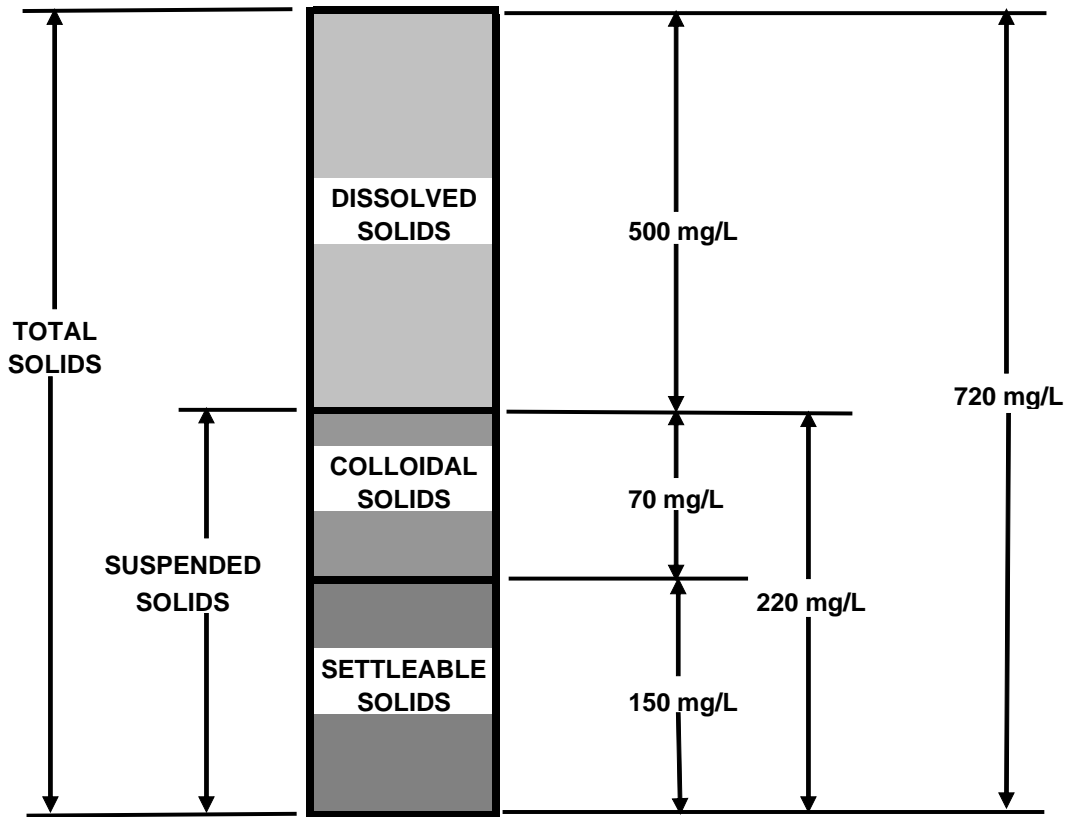 DISSOLVED
SOLIDS
500 mg/L
TOTAL
SOLIDS
720 mg/L
COLLOIDAL
SOLIDS
70 mg/L
SUSPENDED
SOLIDS
220 mg/L
SETTLEABLE
SOLIDS
150 mg/L